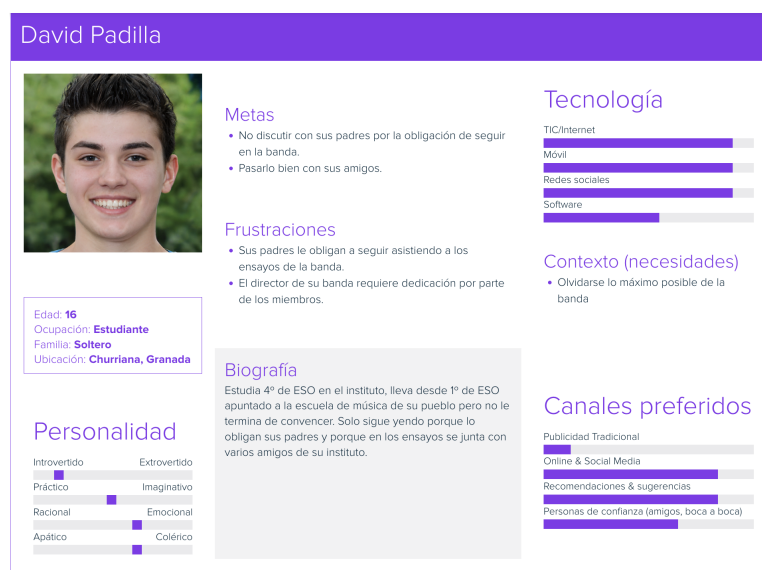 David Padilla
Metas
No discutir con sus padres por la obligación de seguir
en la banda.
Pasarlo bien con sus amigos.
Frustraciones
Sus padres le obligan a seguir asistiendo a los
ensayos de la banda.
El director de su banda requiere dedicación por parte
de los miembros.
Edad: 16
Ocupación: Estudiante
Familia: Soltero
Ubicación: Churriana, Granada
Biografía
Estudia 4º de ESO en el instituto, lleva desde 1º de ESO
apuntado a la escuela de música de su pueblo pero no le
termina de convencer. Solo sigue yendo porque lo
obligan sus padres y porque en los ensayos se junta con
varios amigos de su instituto.
Personalidad
Introvertido Extrovertido
Práctico Imaginativo
Racional Emocional
Apático Colérico
Tecnología
TIC/Internet
Móvil
Redes sociales
Software
Contexto (necesidades)
Olvidarse lo máximo posible de la
banda
Canales preferidos
Publicidad Tradicional
Online & Social Media
Recomendaciones & sugerencias
Personas de confianza (amigos, boca a boca)